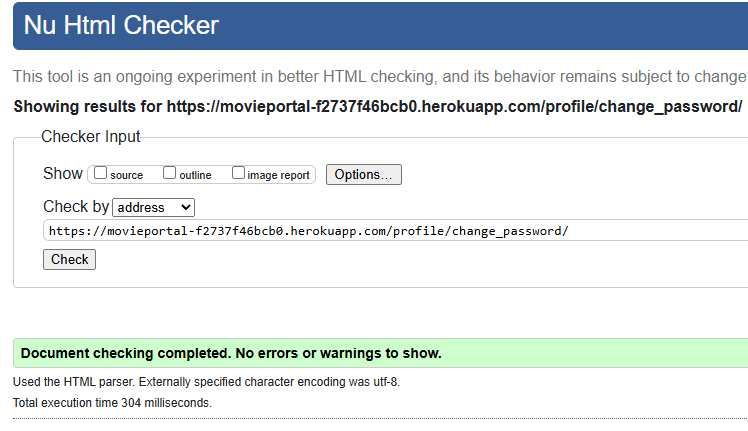 Nu Html Checker
This tool is an ongoing experiment in better HTML checking, and its behavior remains subject to change
Showing results for https://movieportal-f2737f46bcb0.herokuapp.com/profile/change_password/
Checker Input
Show source outline image report Options...
Check by address
https://movieportal-f2737f46bcb0.herokuapp.com/profile/change_password/
Check
Document checking completed. No errors or warnings to show.
Used the HTML parser. Externally specified character encoding was utf-8.
Total execution time 304 milliseconds.